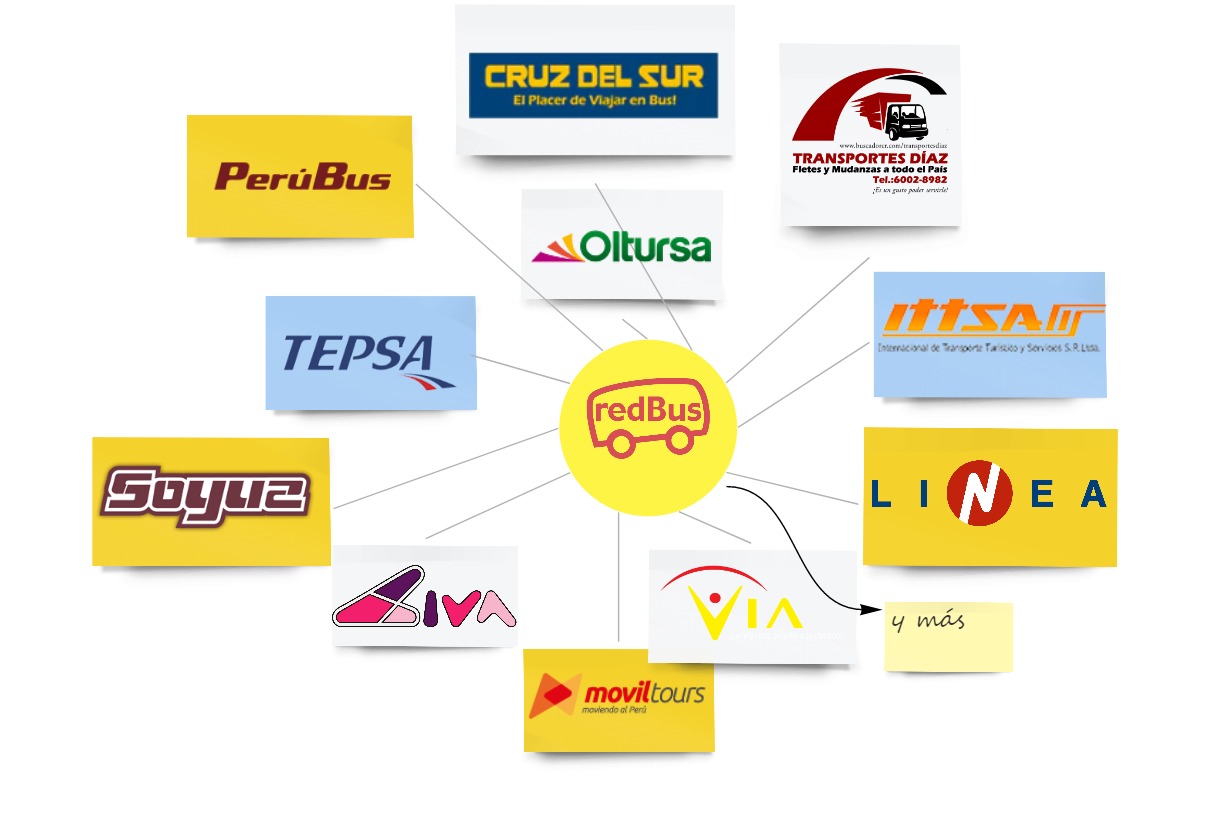 CRUZ DEL SUR
El Placer de Viajar en Bus!
www.buscadorcr.com/transportesdiaz
TRANSPORTES DÍAZ
Fletes y Mudanzas a todo el País
Tel.:6002-8982
¡Es un gusto poder servirle!
PerúBus
Oltursa
ITTSA
Internacional de Transporte Turístico y Servicios S.R.Ltda.
TEPSA
redBus
Soyuz
LINEA
ZIVA
VIA
y más
moviltours
moviendo al Perú